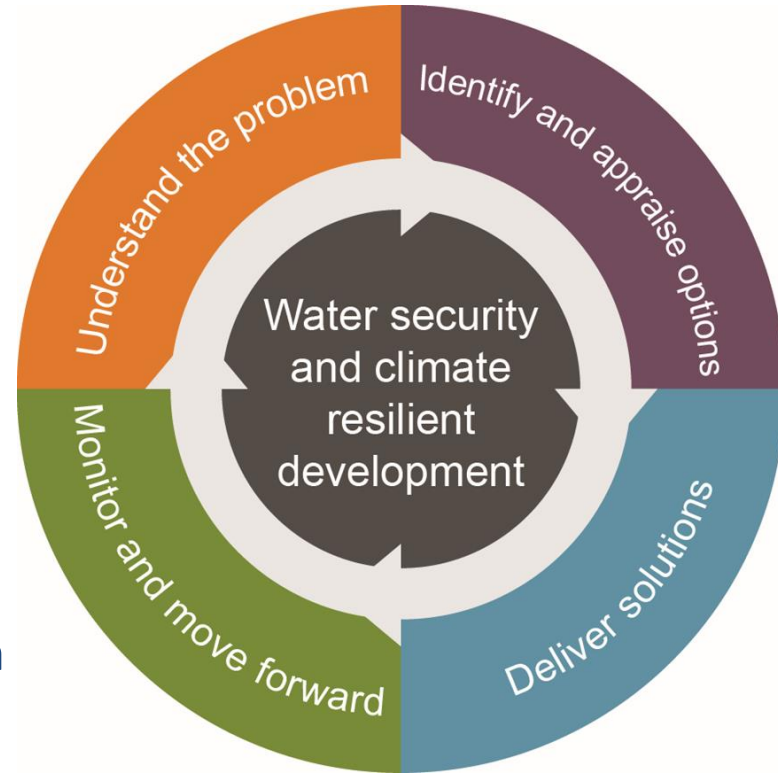 Understand the problem
Identify and appraise options
Water security
and climate
resilient
development
Monitor and move forward
Deliver solutions